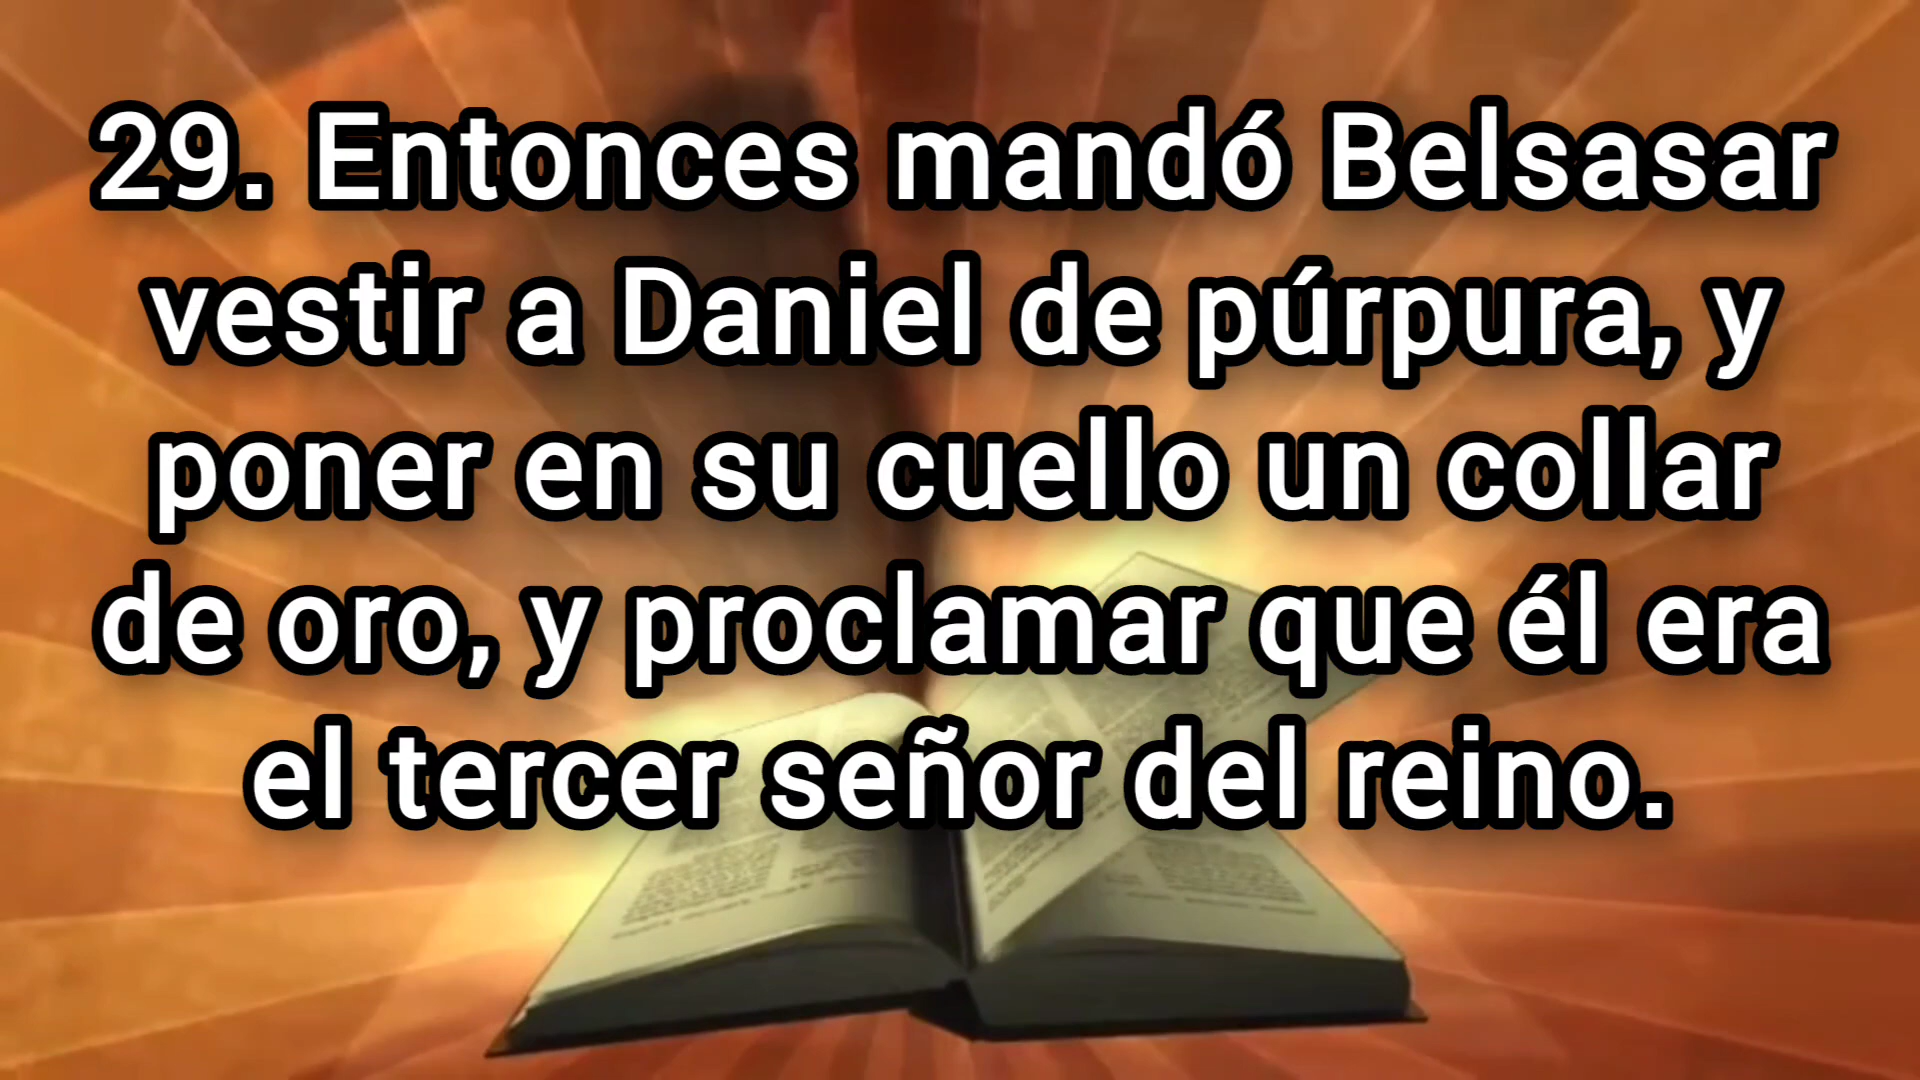 29. Entonces mandó Belsasar
vestir a Daniel de púrpura, y
poner en su cuello un collar
de oro, y proclamar que él era
el tercer señor del reino.